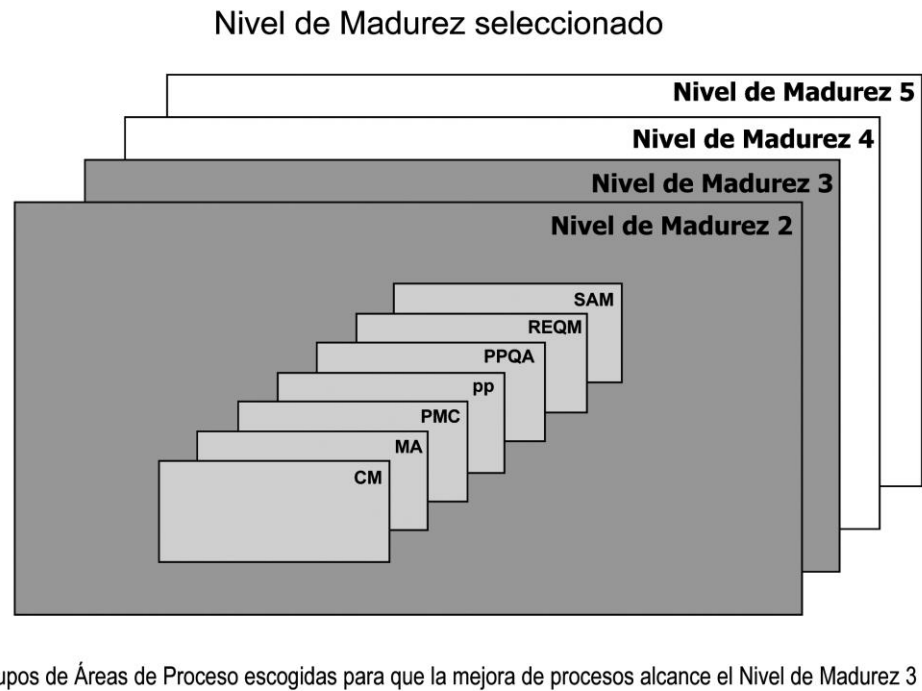 Nivel de Madurez seleccionado
Nivel de Madurez 5
Nivel de Madurez 4
Nivel de Madurez 3
Nivel de Madurez 2
SAM
REQM
PPQA
pp
PMC
MA
CM
de Áreas de Proceso escogidas para que la mejora de procesos alcance el Nivel de Madurez 3